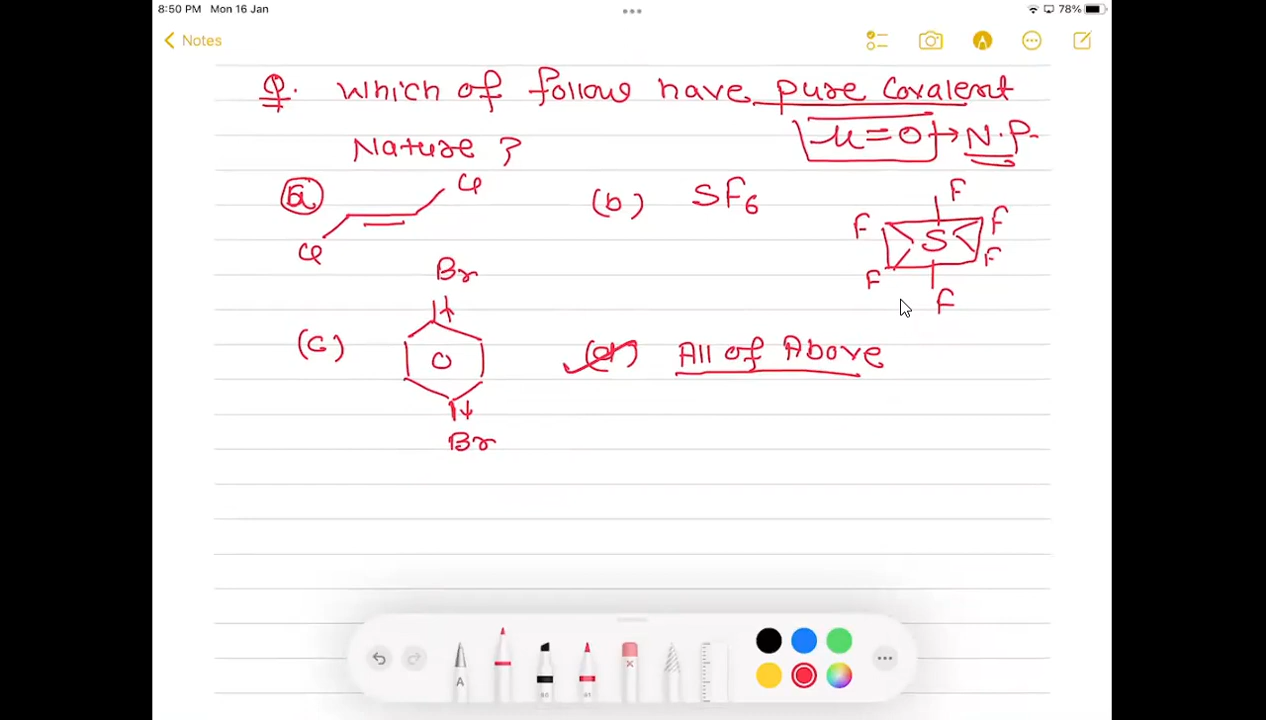 8:50 PM Mon 16 Jan
78%
Notes
Q. Which of follow have pure Covalent
μ=0 → N.P.
Nature ?
(a) Cl Cl
(b) SF6
F F F F F F S
(c) Br Br
(d) All of Above